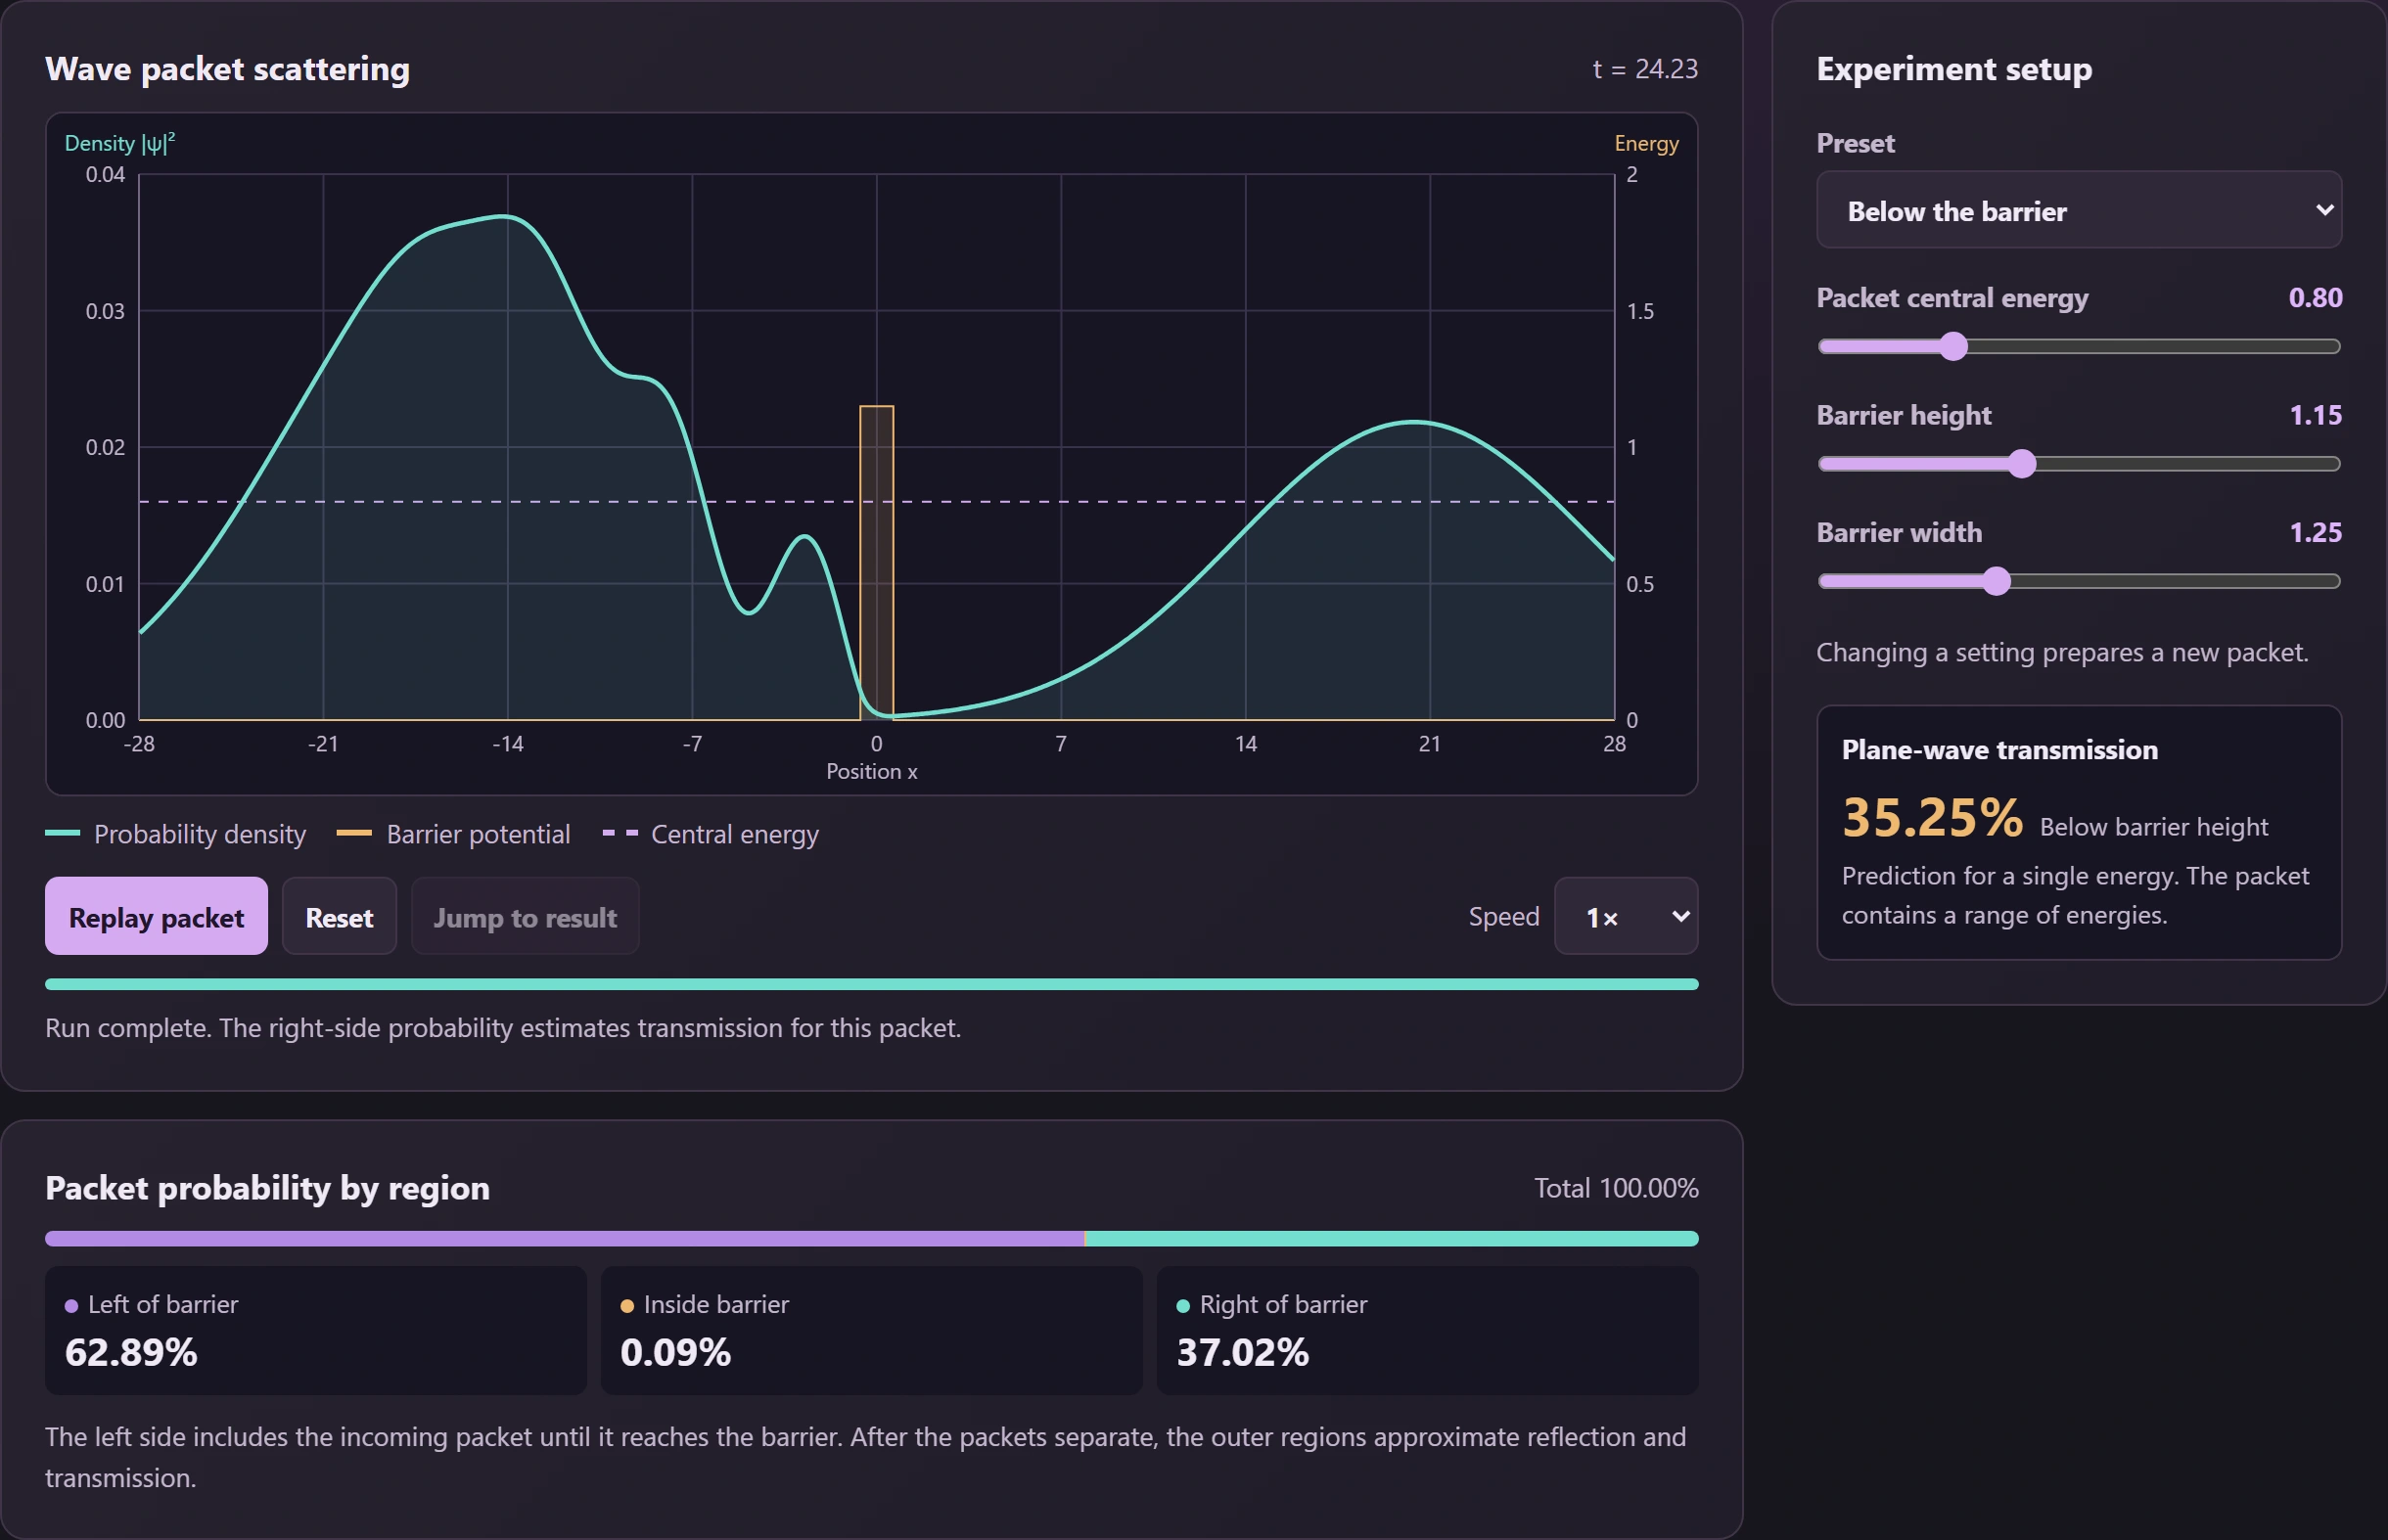 Wave packet scattering
t = 24.23
Density |ψ|²
Energy
0.04
0.03
0.02
0.01
0.00
2
1.5
1
0.5
0
-28
-21
-14
-7
0
7
14
21
28
Position x
Probability density
Barrier potential
Central energy
Replay packet
Reset
Jump to result
Speed
1×
Run complete. The right-side probability estimates transmission for this packet.
Packet probability by region
Total 100.00%
Left of barrier
62.89%
Inside barrier
0.09%
Right of barrier
37.02%
The left side includes the incoming packet until it reaches the barrier. After the packets separate, the outer regions approximate reflection and
transmission.
Experiment setup
Preset
Below the barrier
Packet central energy
0.80
Barrier height
1.15
Barrier width
1.25
Changing a setting prepares a new packet.
Plane-wave transmission
35.25% Below barrier height
Prediction for a single energy. The packet
contains a range of energies.